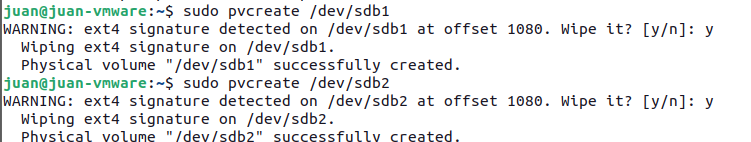 juan@juan-vmware:~$ sudo pvcreate /dev/sdb1
WARNING: ext4 signature detected on /dev/sdb1 at offset 1080. Wipe it? [y/n]: y
  Wiping ext4 signature on /dev/sdb1.
  Physical volume "/dev/sdb1" successfully created.
juan@juan-vmware:~$ sudo pvcreate /dev/sdb2
WARNING: ext4 signature detected on /dev/sdb2 at offset 1080. Wipe it? [y/n]: y
  Wiping ext4 signature on /dev/sdb2.
  Physical volume "/dev/sdb2" successfully created.